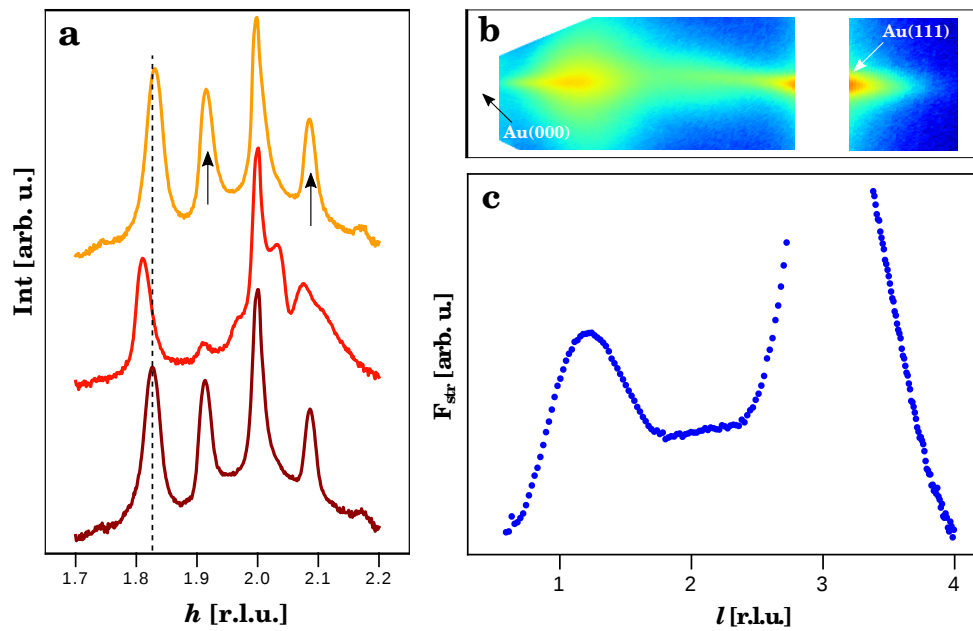 a
Int [arb. u.]
1.7 1.8 1.9 2.0 2.1 2.2
h [r.l.u.]
b
Au(111)
Au(000)
c
F_str [arb. u.]
1 2 3 4
l [r.l.u.]